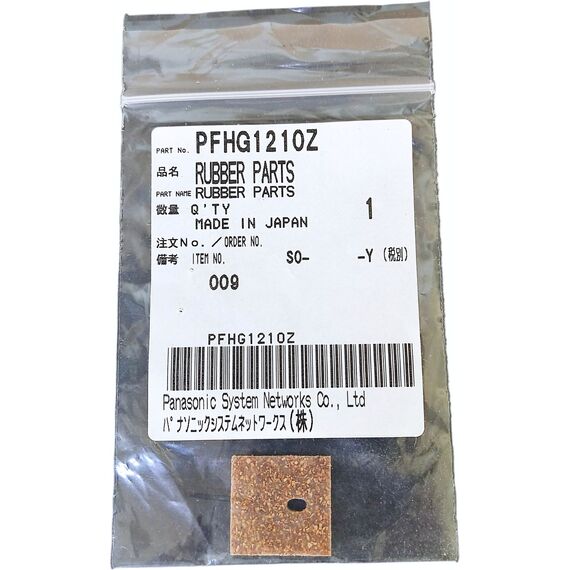 PART No. PFHG1210Z
品名 RUBBER PARTS
PART NAME RUBBER PARTS
数量 Q'TY 1
MADE IN JAPAN
注文No.／ORDER NO.
備考 ITEM NO. SO- -Y (税別)
009
PFHG1210Z
Panasonic System Networks Co., Ltd
パナソニックシステムネットワークス(株)